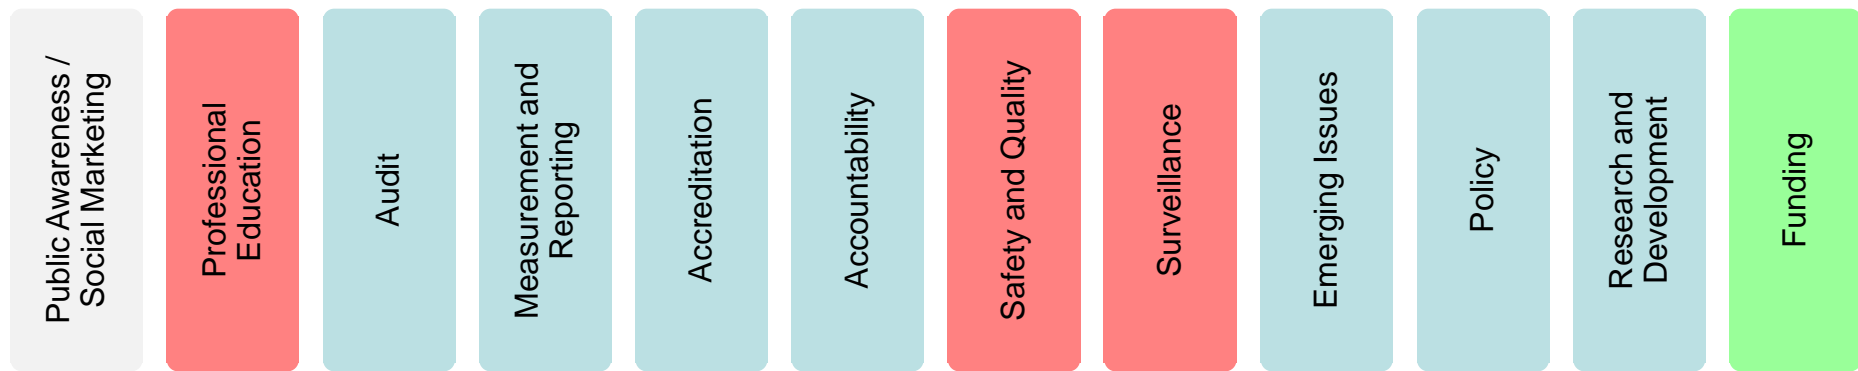 Public Awareness /
Social Marketing
Professional
Education
Audit
Measurement and
Reporting
Accreditation
Accountability
Safety and Quality
Surveillance
Emerging Issues
Policy
Research and
Development
Funding